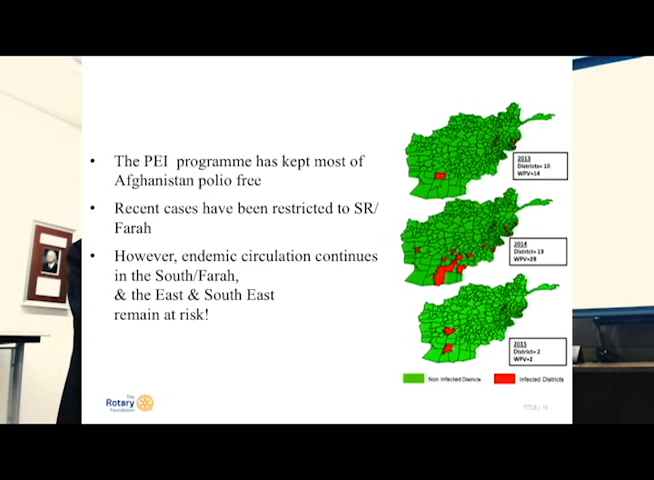 • The PEI programme has kept most of
Afghanistan polio free
• Recent cases have been restricted to SR/
Farah
• However, endemic circulation continues
in the South/Farah,
& the East & South East
remain at risk!
2013
Districts= 10
WPV=14
2014
District= 19
WPV=28
2015
District= 2
WPV=2
Non Infected Districts
Infected Districts
The
Rotary
Foundation
TITLE | 16